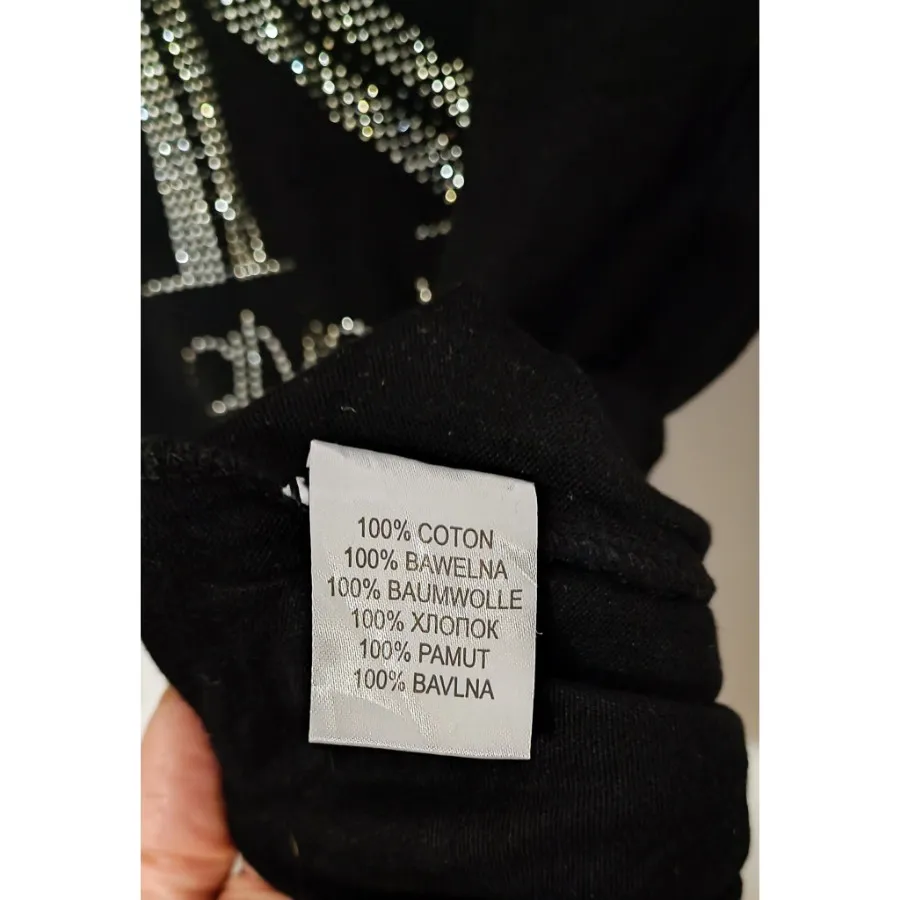 100% COTON
100% BAWELNA
100% BAUMWOLLE
100% ХЛОПОК
100% PAMUT
100% BAVLNA